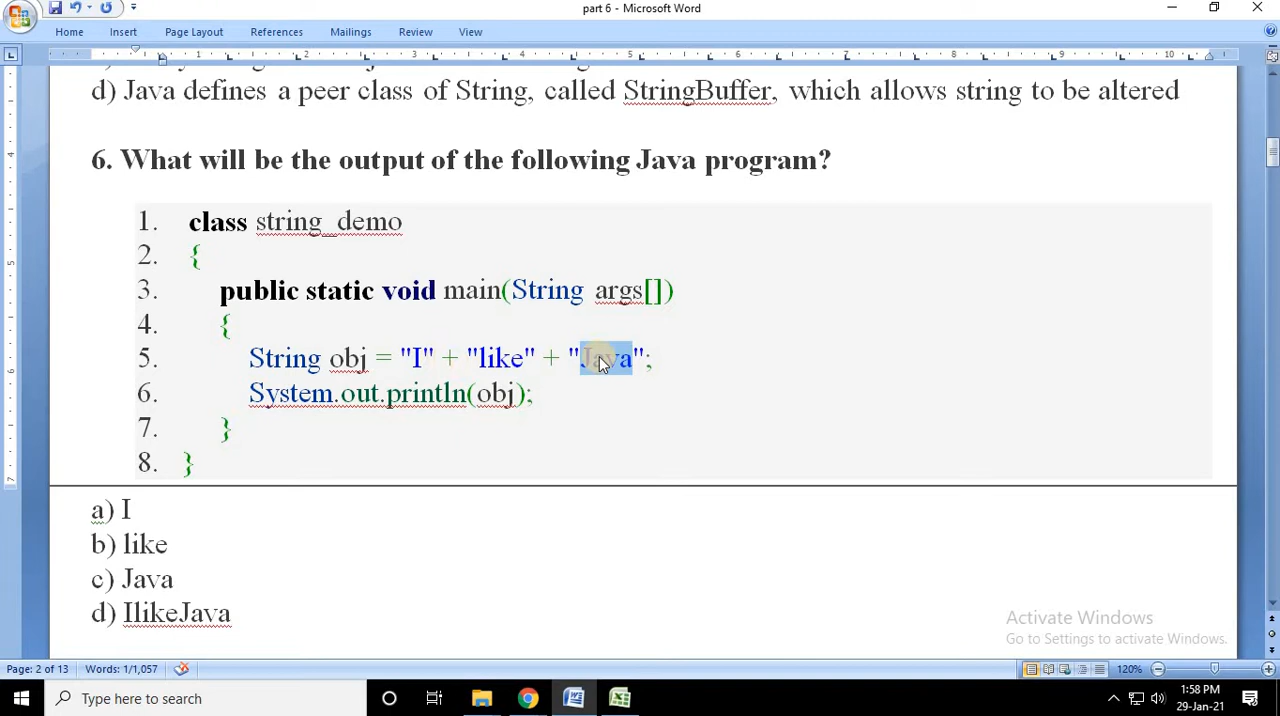 part 6 - Microsoft Word
Home Insert Page Layout References Mailings Review View
d) Java defines a peer class of String, called StringBuffer, which allows string to be altered
6. What will be the output of the following Java program?
1. class string_demo
2. {
3. public static void main(String args[])
4. {
5. String obj = "I" + "like" + "Java";
6. System.out.println(obj);
7. }
8. }
a) I
b) like
c) Java
d) IlikeJava
Activate Windows
Go to Settings to activate Windows.
Page: 2 of 13 Words: 1/1,057 120%
Type here to search
1:58 PM
29-Jan-21